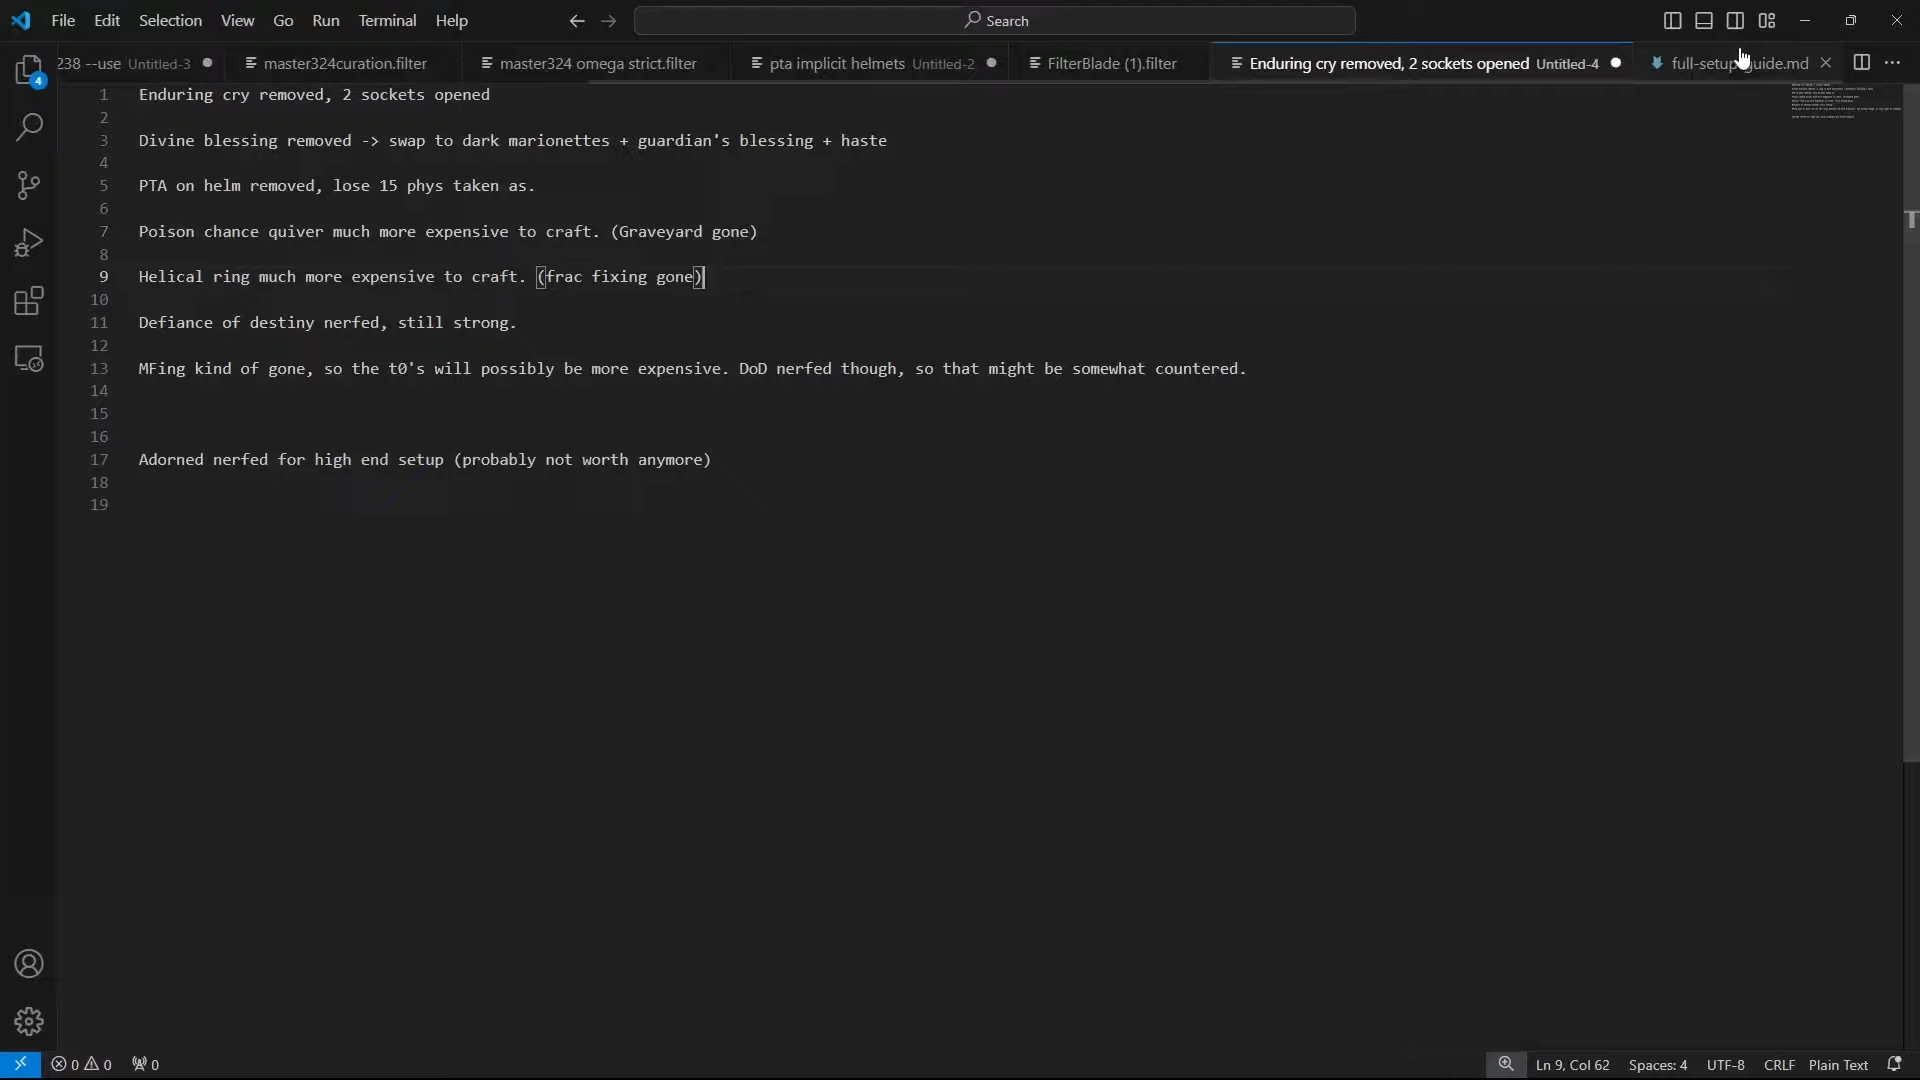 File Edit Selection View Go Run Terminal Help Search
238 --use Untitled-3 master324curation.filter master324 omega strict.filter pta implicit helmets Untitled-2 FilterBlade (1).filter Enduring cry removed, 2 sockets opened Untitled-4 full-setup-guide.md
4
1 Enduring cry removed, 2 sockets opened
2
3 Divine blessing removed -> swap to dark marionettes + guardian's blessing + haste
4
5 PTA on helm removed, lose 15 phys taken as.
6
7 Poison chance quiver much more expensive to craft. (Graveyard gone)
8
9 Helical ring much more expensive to craft. (frac fixing gone)
10
11 Defiance of destiny nerfed, still strong.
12
13 MFing kind of gone, so the t0's will possibly be more expensive. DoD nerfed though, so that might be somewhat countered.
14
15
16
17 Adorned nerfed for high end setup (probably not worth anymore)
18
19
0 0 0 Ln 9, Col 62 Spaces: 4 UTF-8 CRLF Plain Text